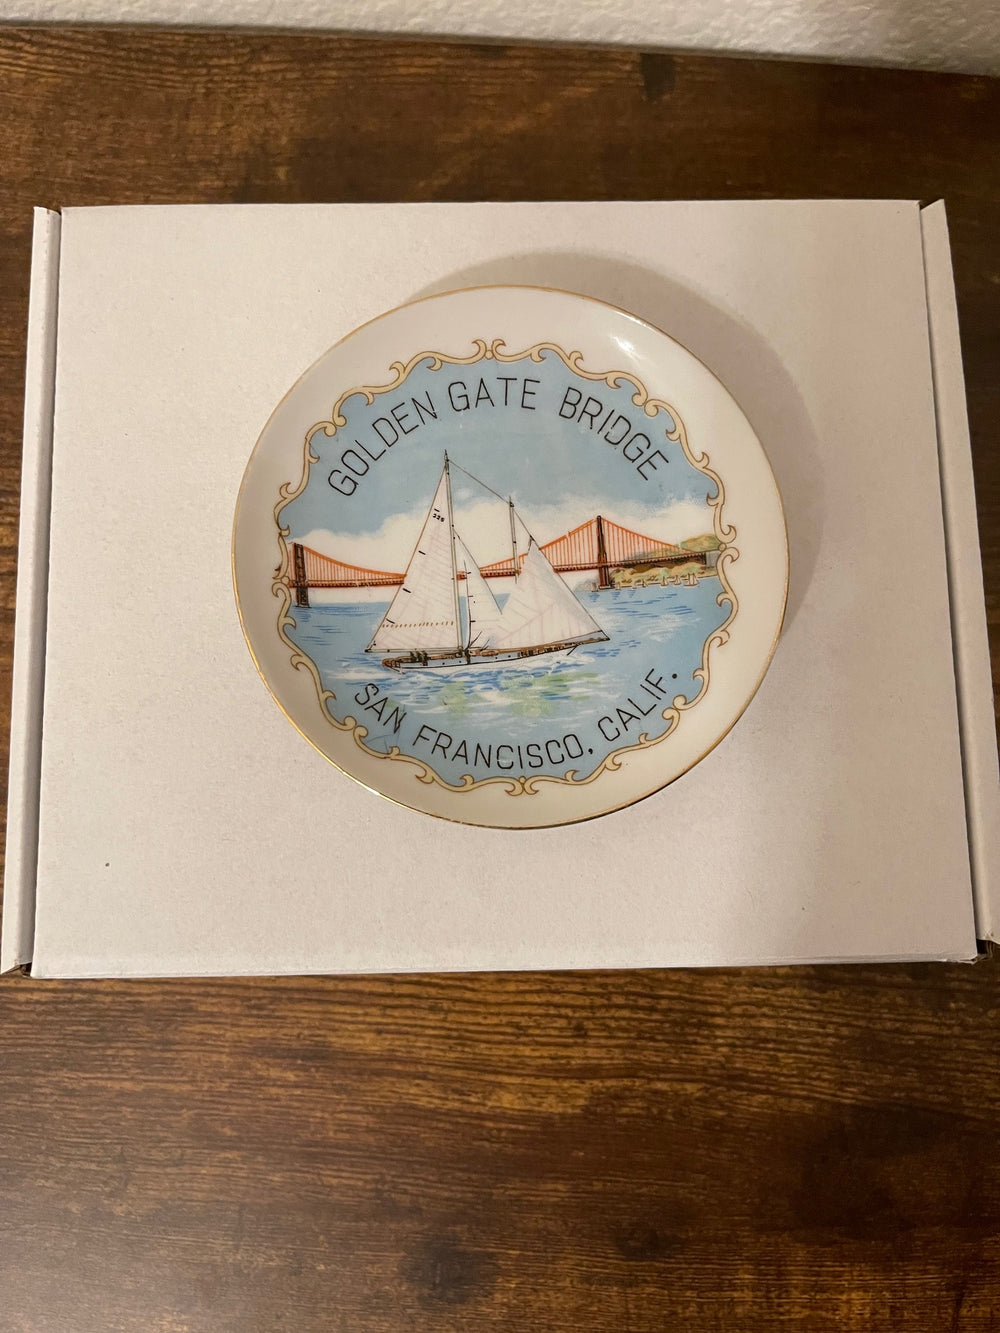 GOLDEN GATE BRIDGE
SAN FRANCISCO, CALIF.